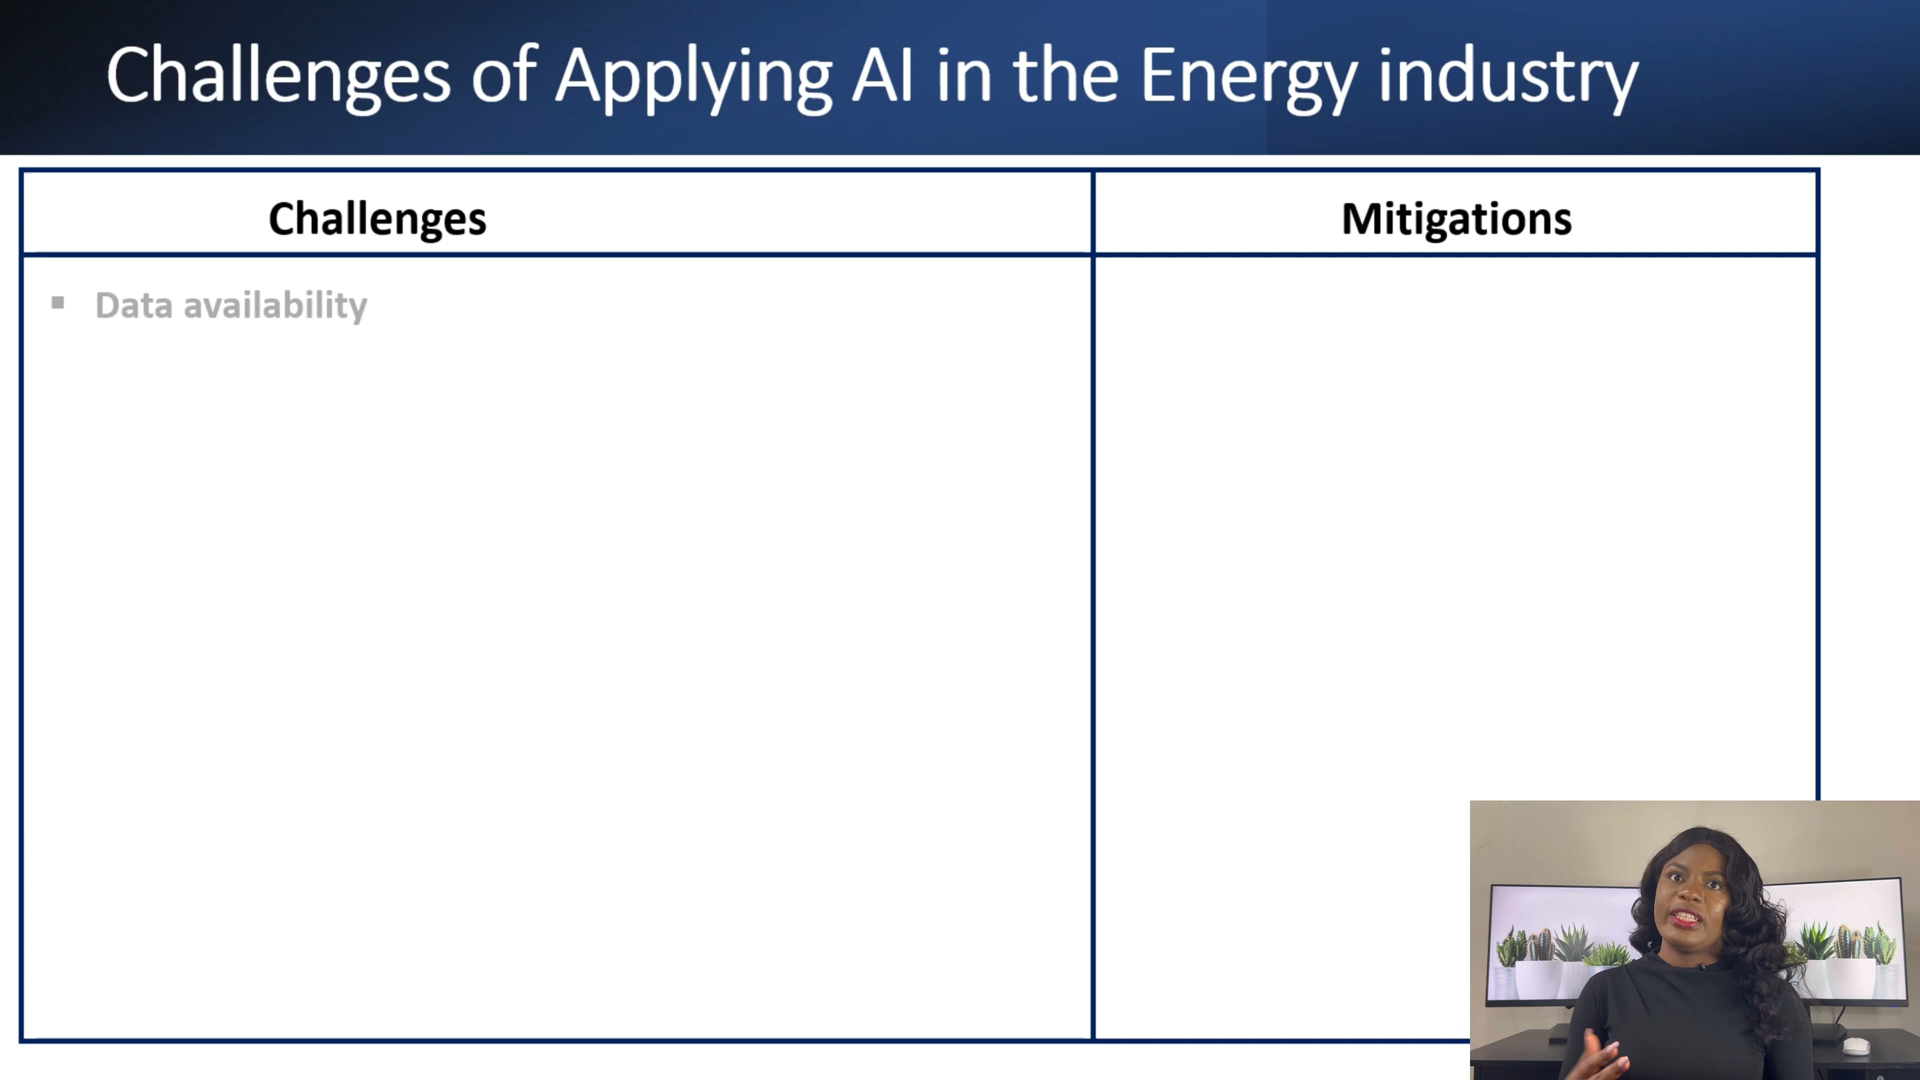 Challenges of Applying AI in the Energy industry
Challenges
Mitigations
▪ Data availability